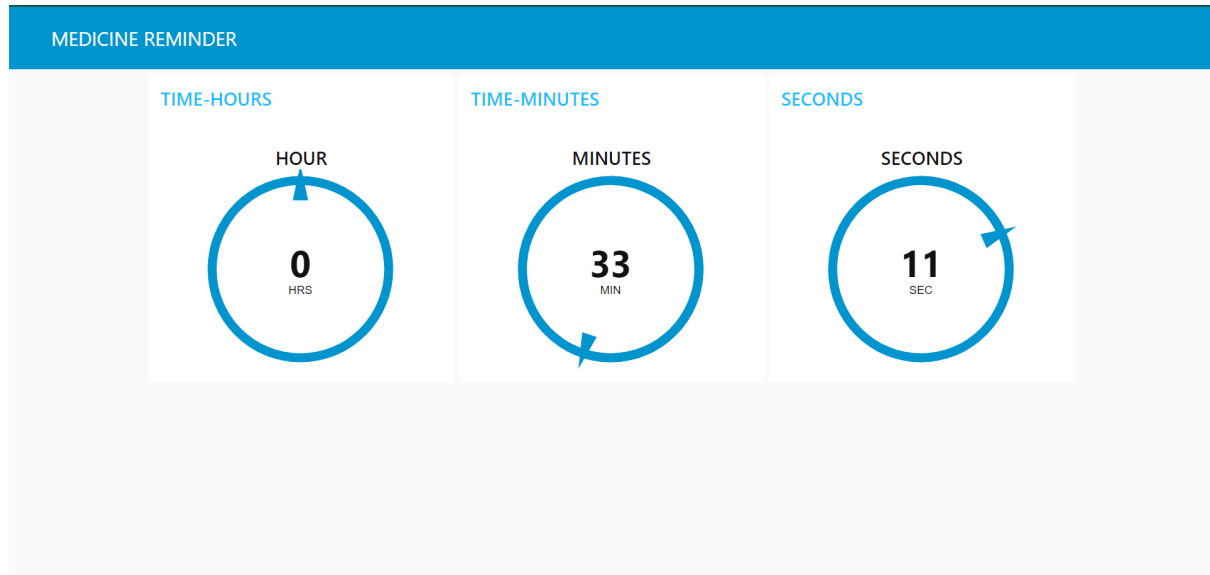 MEDICINE REMINDER
TIME-HOURS
HOUR
0
HRS
TIME-MINUTES
MINUTES
33
MIN
SECONDS
SECONDS
11
SEC